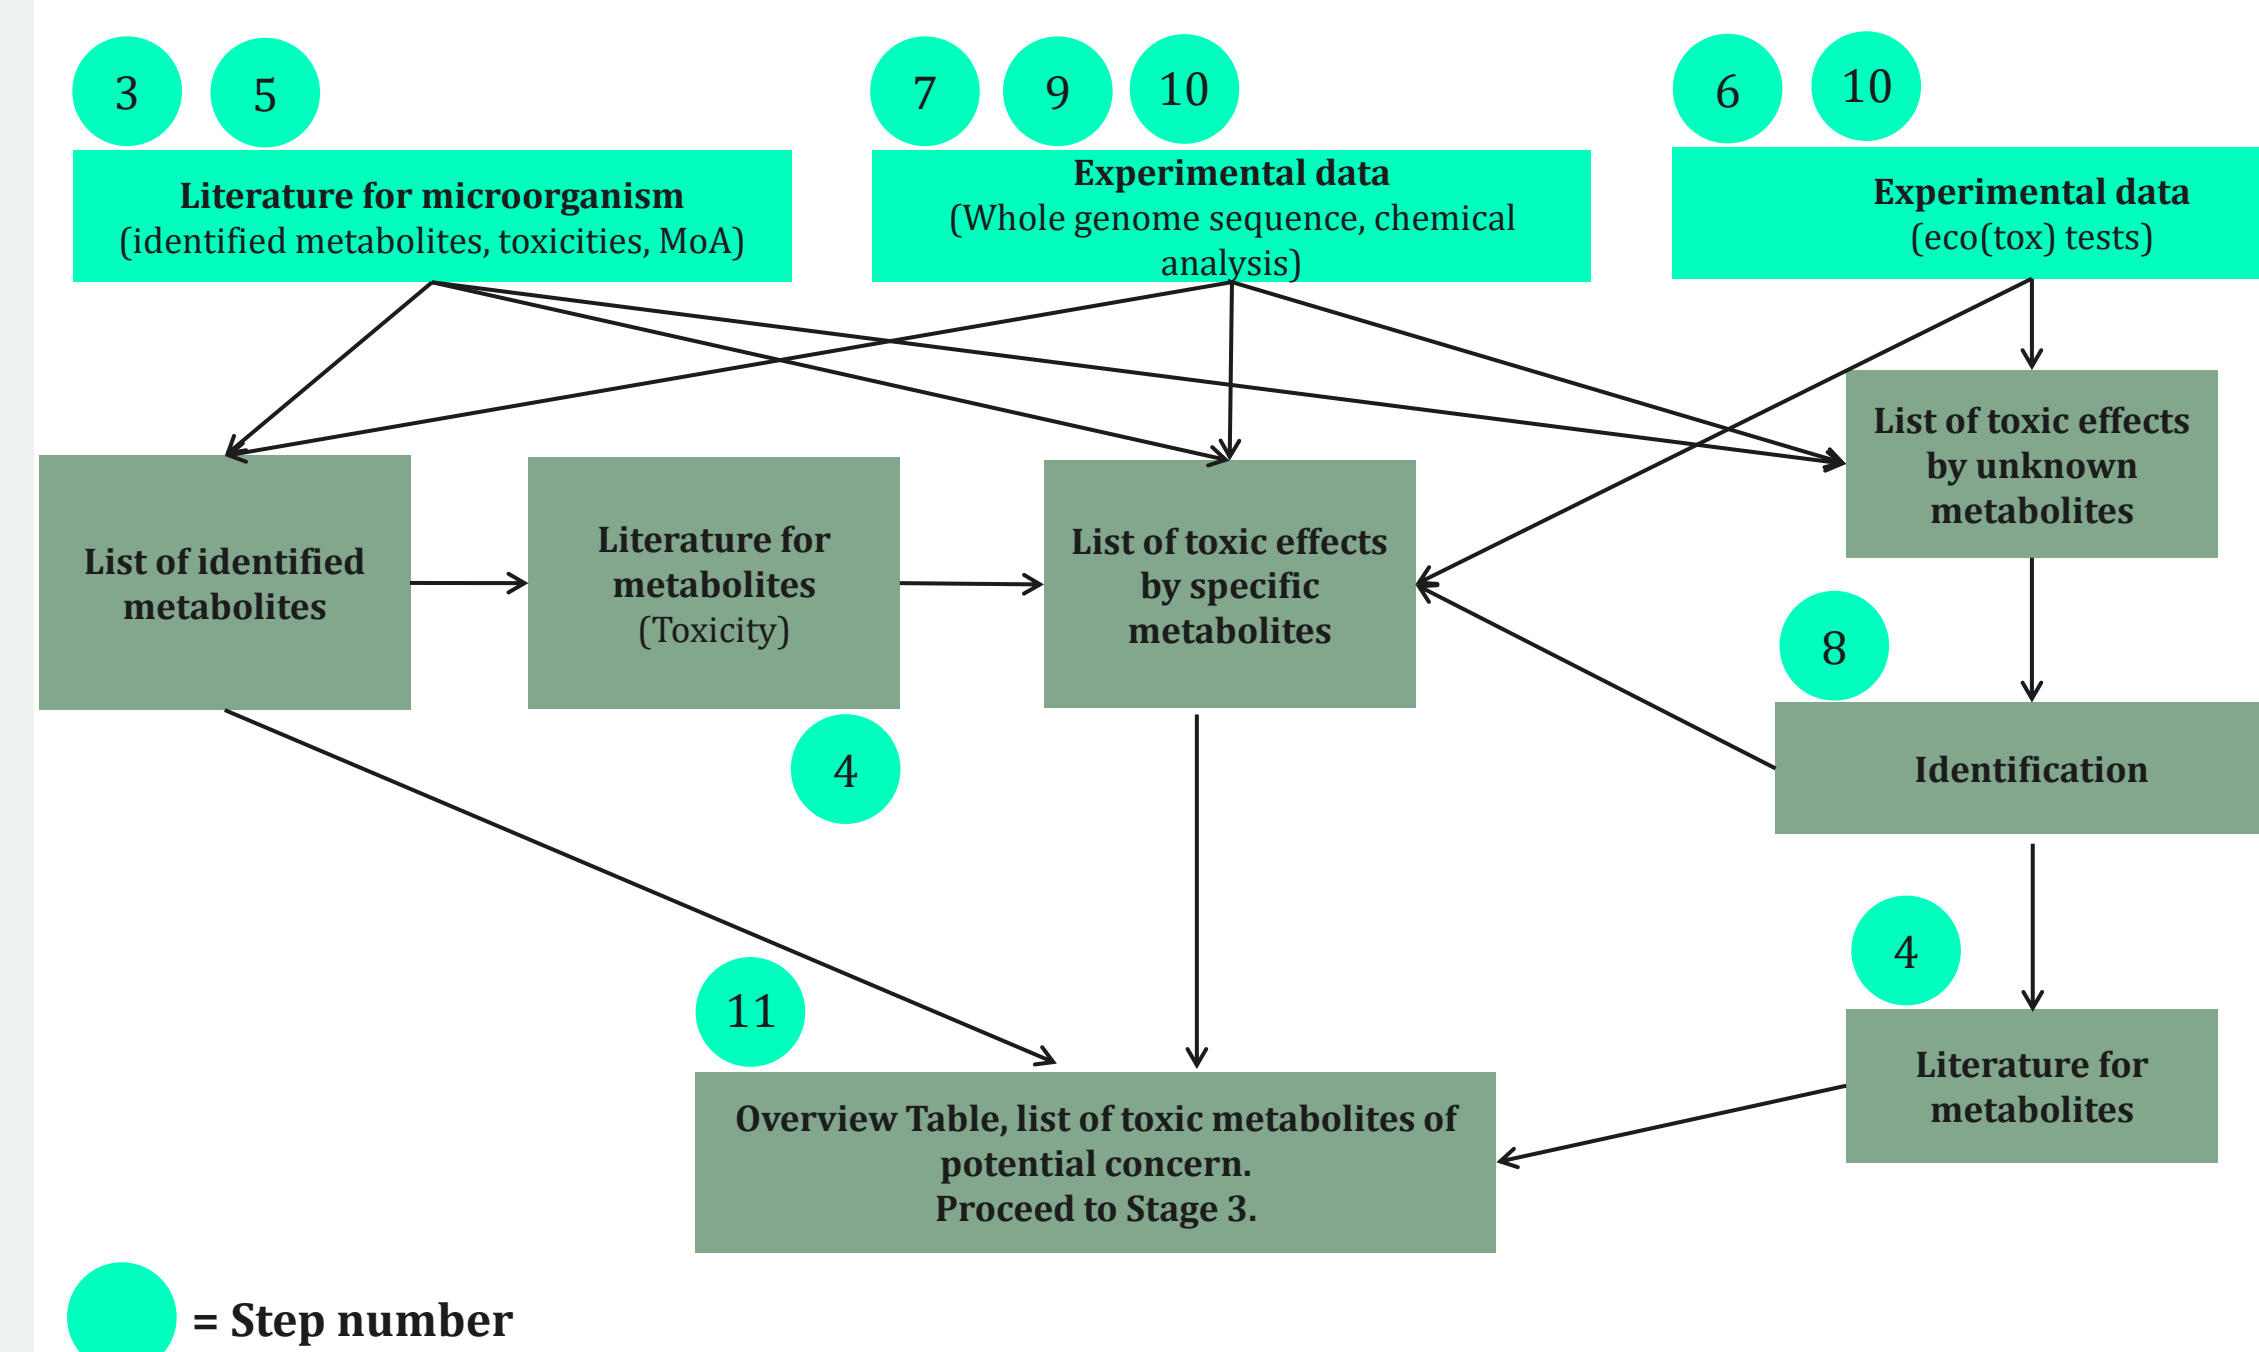 3
5
7
9
10
6
10
Literature for microorganism
(identified metabolites, toxicities, MoA)
Experimental data
(Whole genome sequence, chemical
analysis)
Experimental data
(eco(tox) tests)
List of identified
metabolites
Literature for
metabolites
(Toxicity)
4
List of toxic effects
by specific
metabolites
List of toxic effects
by unknown
metabolites
8
Identification
4
Literature for
metabolites
11
Overview Table, list of toxic metabolites of
potential concern.
Proceed to Stage 3.
= Step number